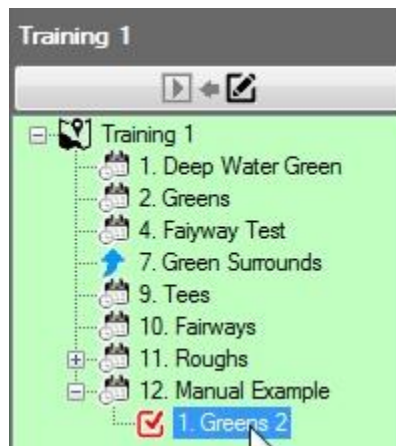 Training 1
Training 1
1. Deep Water Green
2. Greens
4. Faiyway Test
7. Green Surrounds
9. Tees
10. Fairways
11. Roughs
12. Manual Example
1. Greens 2